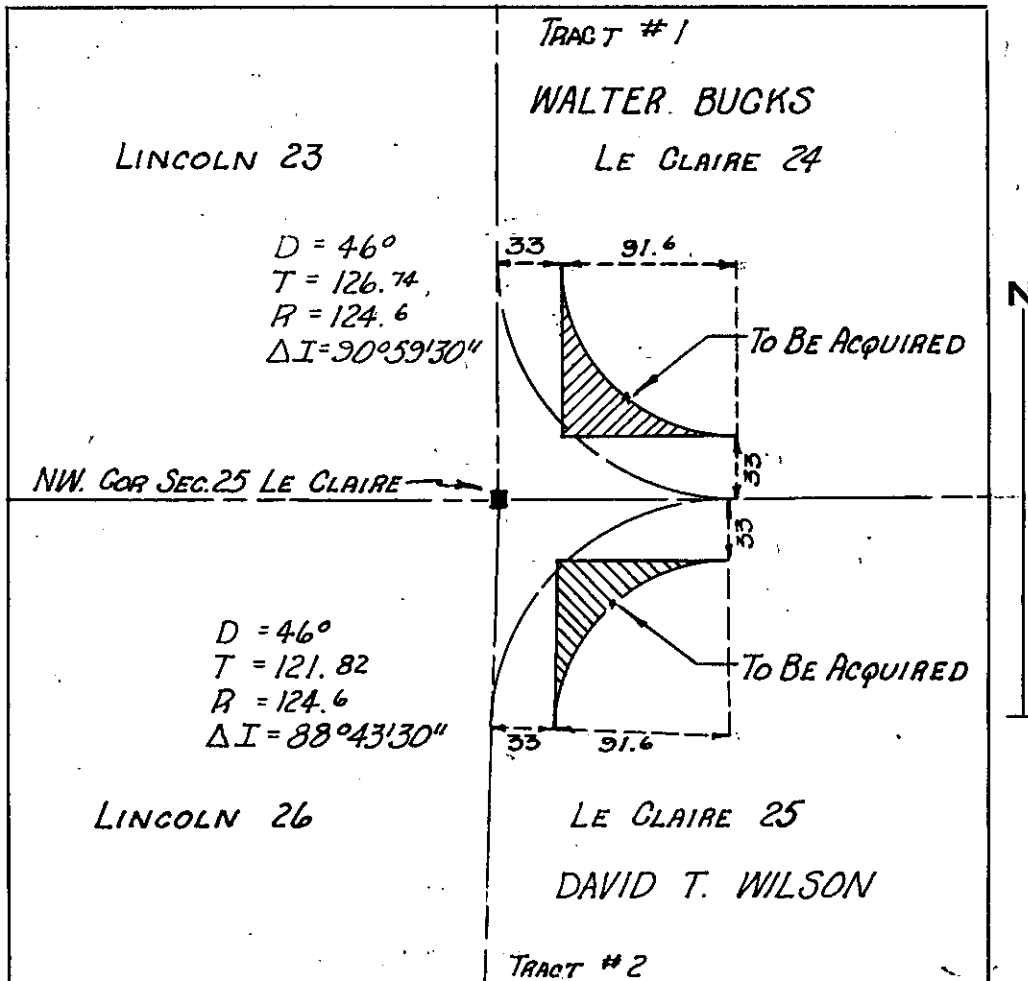 TRACT #1
WALTER BUCKS
LINCOLN 23
LE CLAIRE 24
D = 46°
T = 126.74
R = 124.6
ΔI = 90°59'30"
33
91.6
N
TO BE ACQUIRED
33
NW. COR SEC. 25 LE CLAIRE
33
D = 46°
T = 121.82
R = 124.6
ΔI = 88°43'30"
TO BE ACQUIRED
33
91.6
LINCOLN 26
LE CLAIRE 25
DAVID T. WILSON
TRACT #2